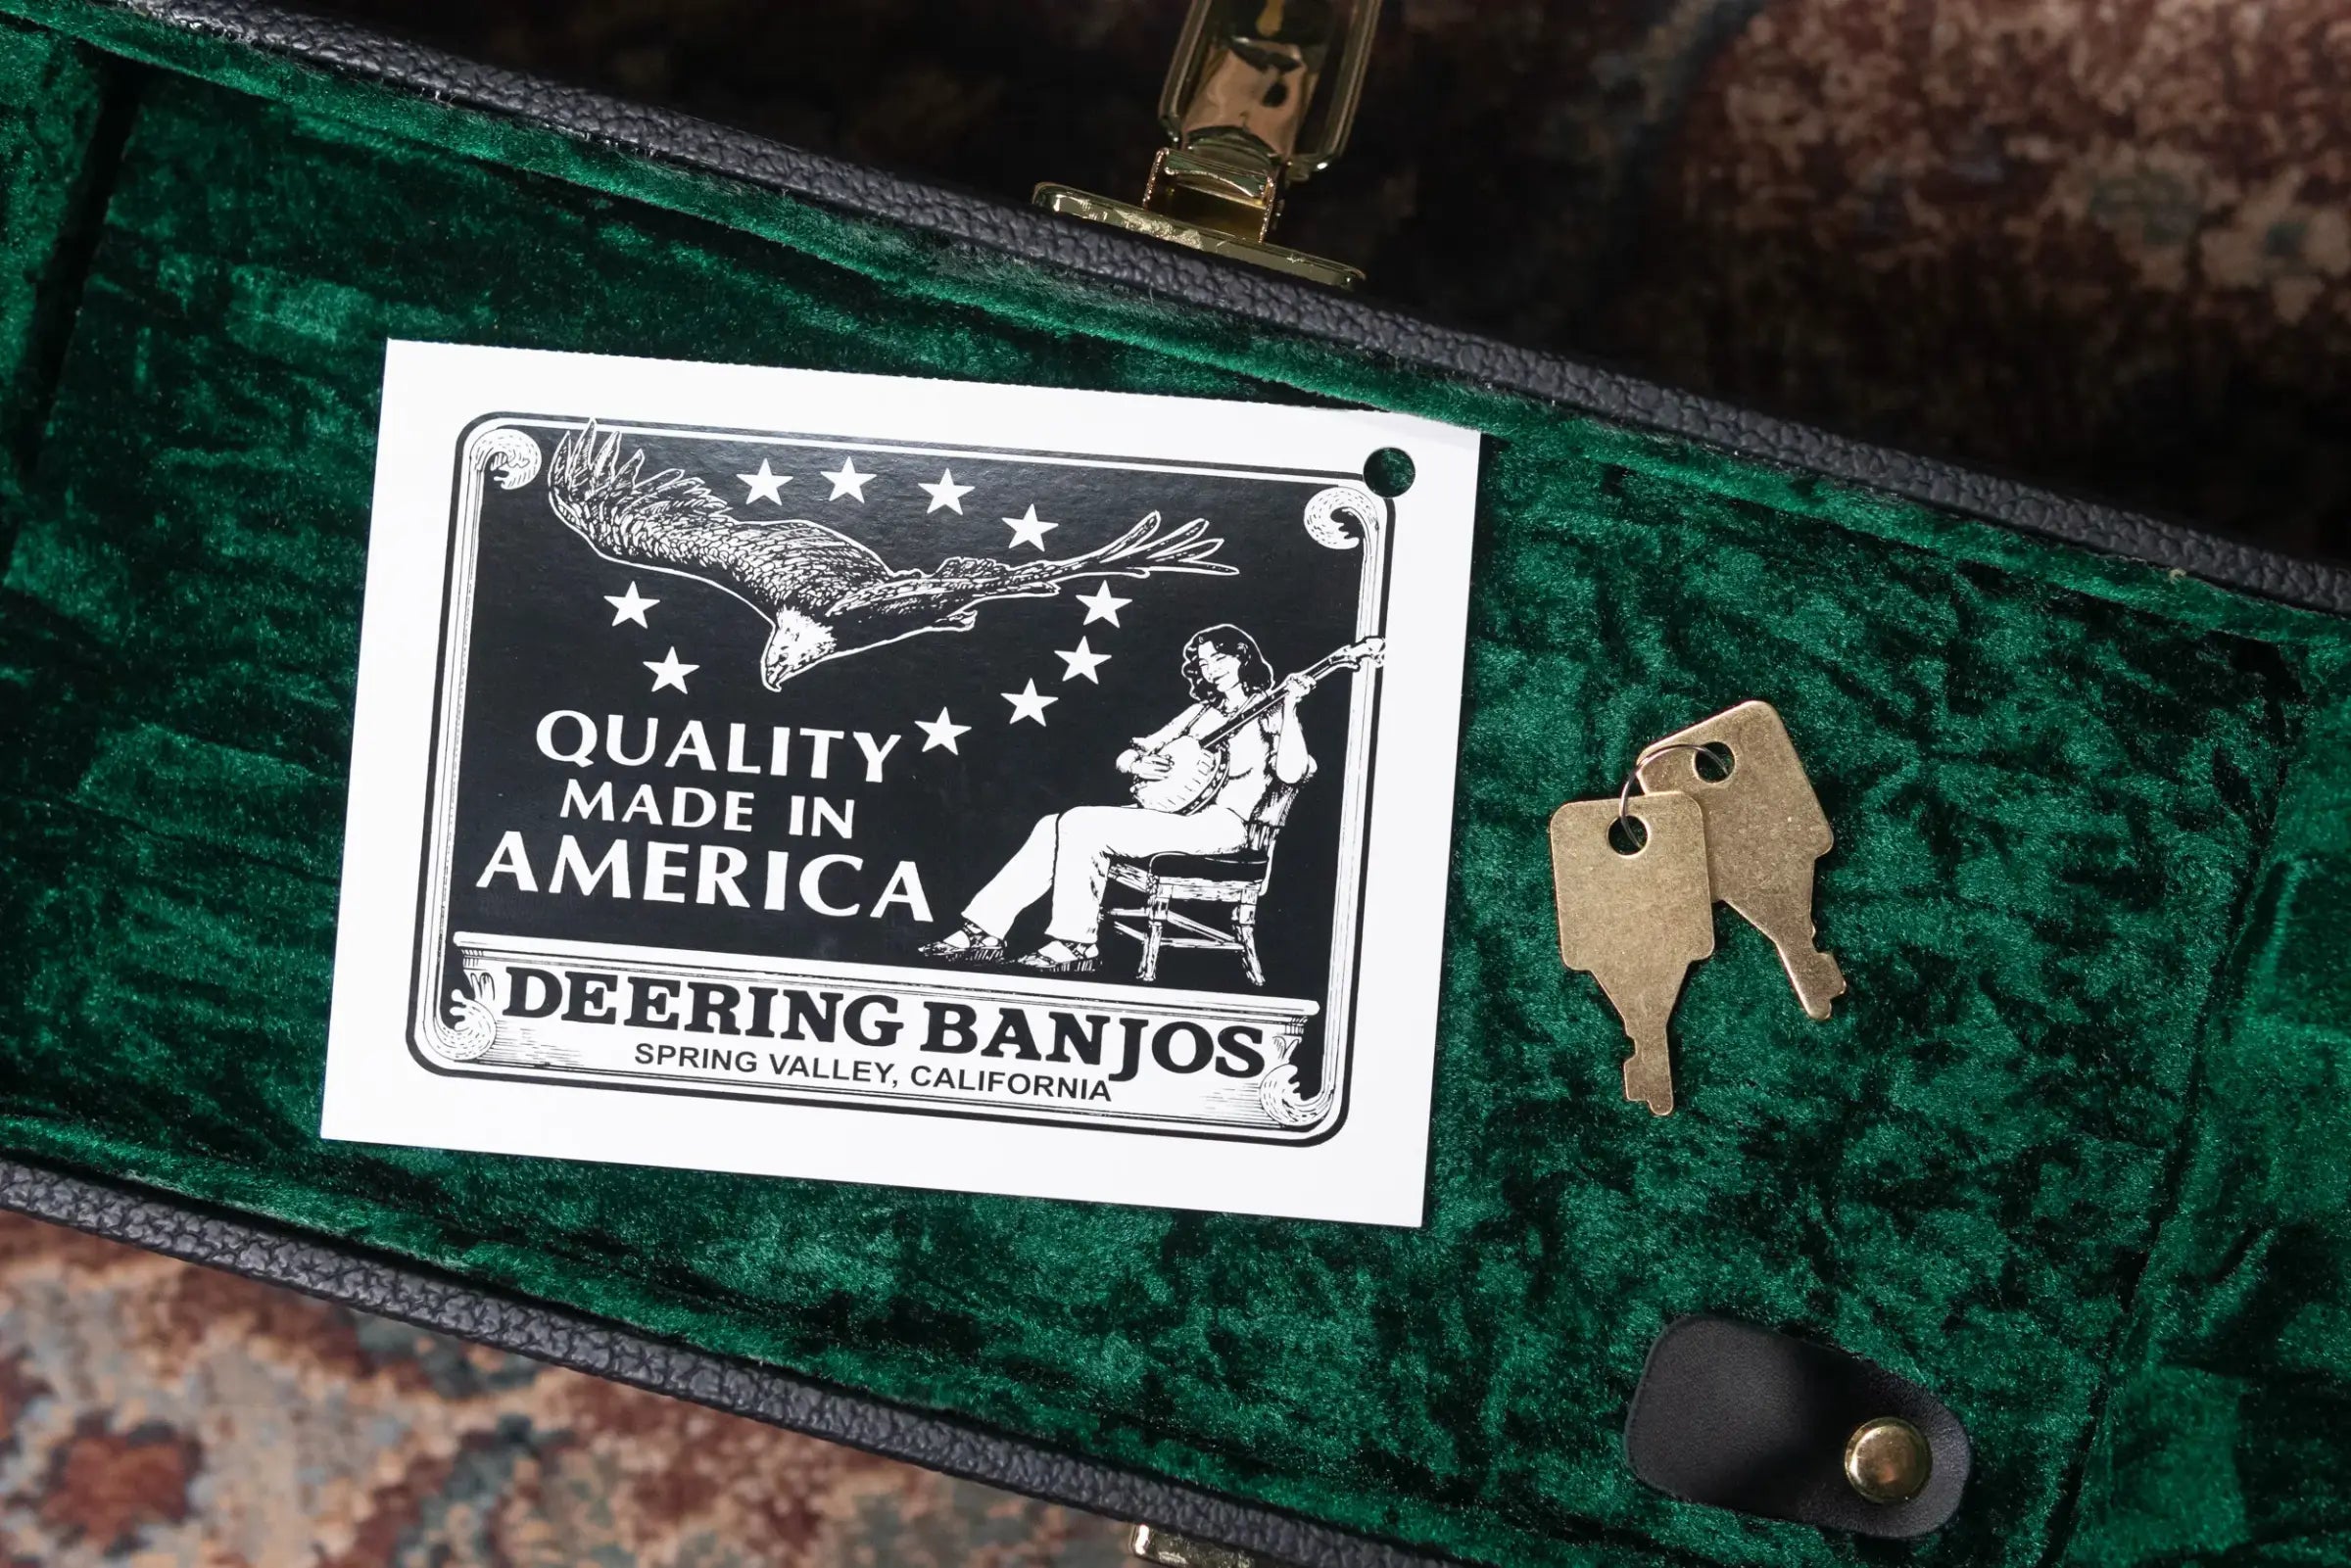 QUALITY
MADE IN
AMERICA
DEERING BANJOS
SPRING VALLEY, CALIFORNIA